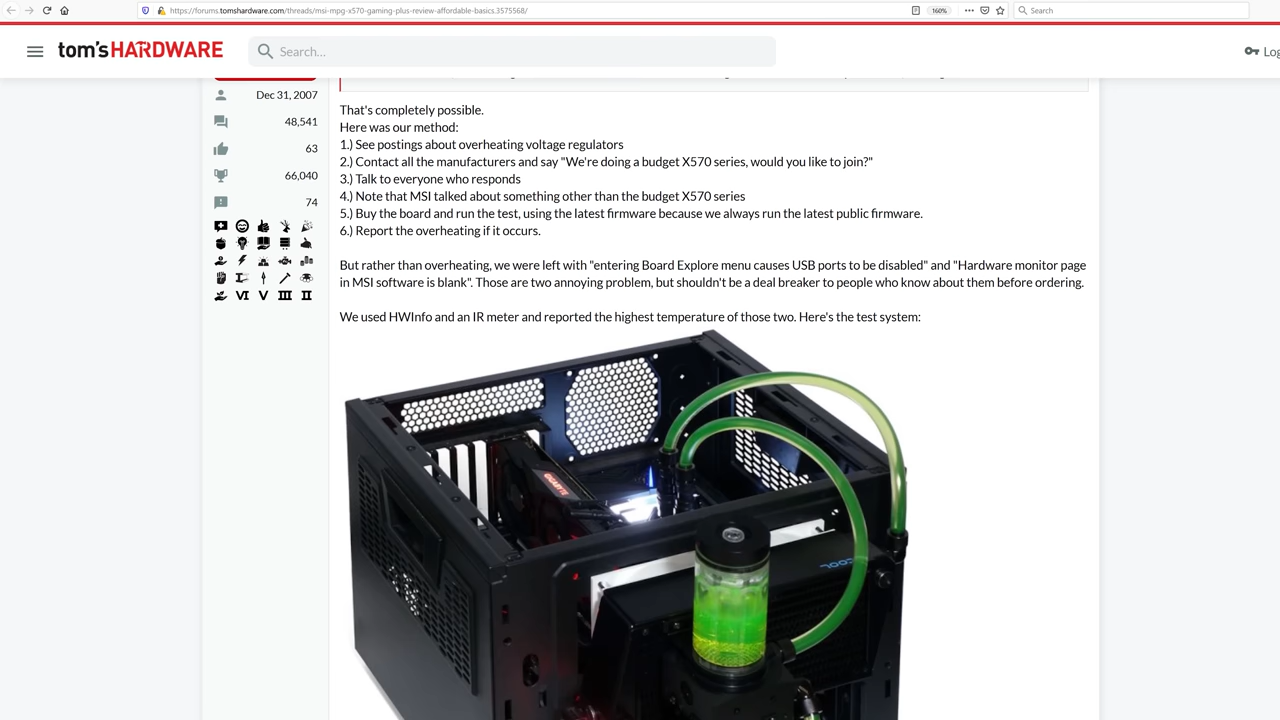 https://forums.tomshardware.com/threads/msi-mpg-x570-gaming-plus-review-affordable-basics.3575568/
160%
Search
tom's HARDWARE
Search...
Log
Dec 31, 2007
48,541
63
66,040
74
VI V III II
That's completely possible.
Here was our method:
1.) See postings about overheating voltage regulators
2.) Contact all the manufacturers and say "We're doing a budget X570 series, would you like to join?"
3.) Talk to everyone who responds
4.) Note that MSI talked about something other than the budget X570 series
5.) Buy the board and run the test, using the latest firmware because we always run the latest public firmware.
6.) Report the overheating if it occurs.
But rather than overheating, we were left with "entering Board Explore menu causes USB ports to be disabled" and "Hardware monitor page
in MSI software is blank". Those are two annoying problem, but shouldn't be a deal breaker to people who know about them before ordering.
We used HWInfo and an IR meter and reported the highest temperature of those two. Here's the test system: